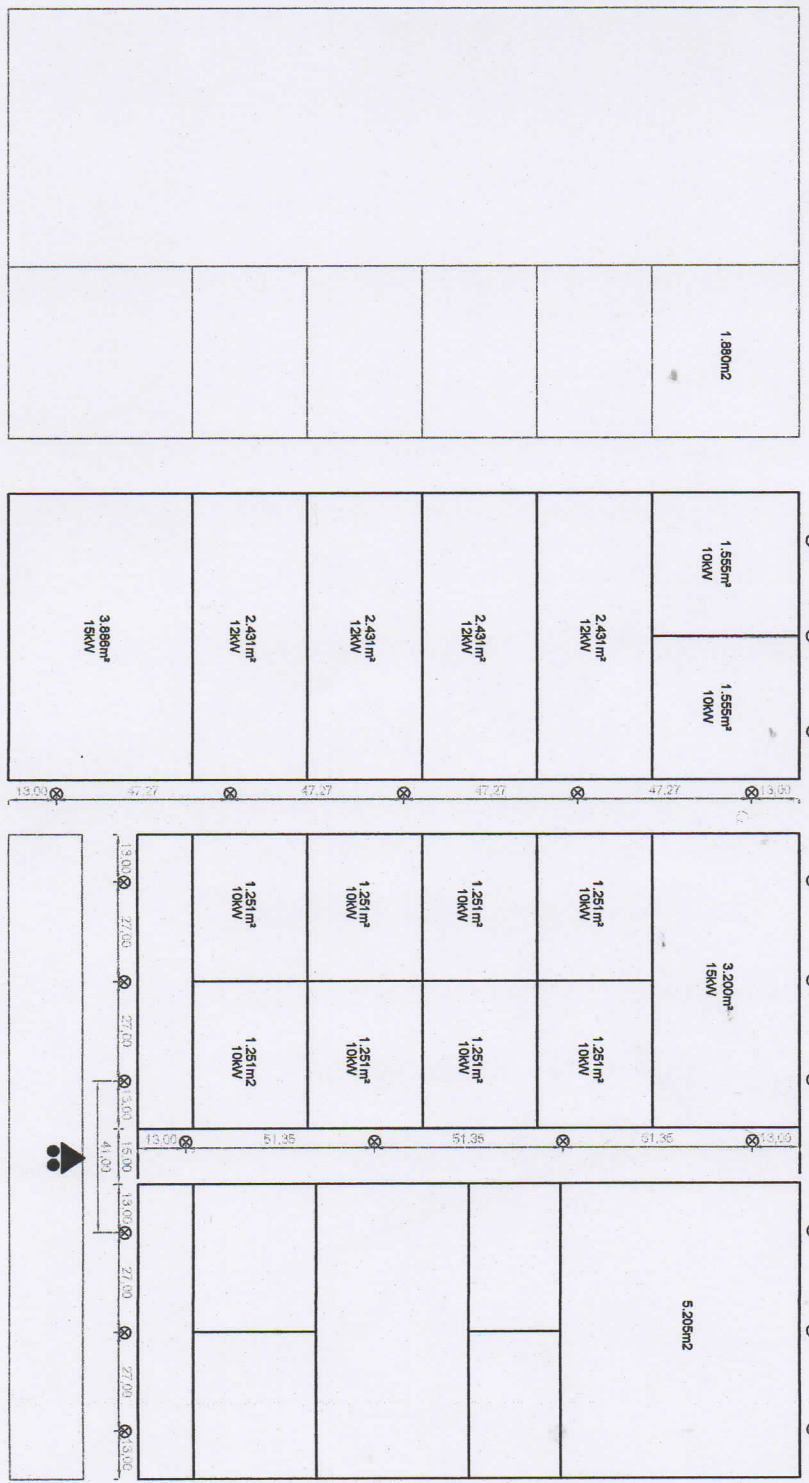 1.880m2
1.555m²
10kW
1.555m²
10kW
2.431m²
12kW
2.431m²
12kW
2.431m²
12kW
2.431m²
12kW
3.888m²
15kW
13,00
47,27
47,27
47,27
47,27
13,00
3.200m²
15kW
1.251m²
10kW
1.251m²
10kW
1.251m²
10kW
1.251m²
10kW
1.251m²
10kW
1.251m²
10kW
1.251m²
10kW
1.251m2
10kW
13,00
27,00
27,00
13,00
15,00
41,00
13,00
27,00
27,00
13,00
13,00
51,35
51,35
51,35
13,00
5.205m2